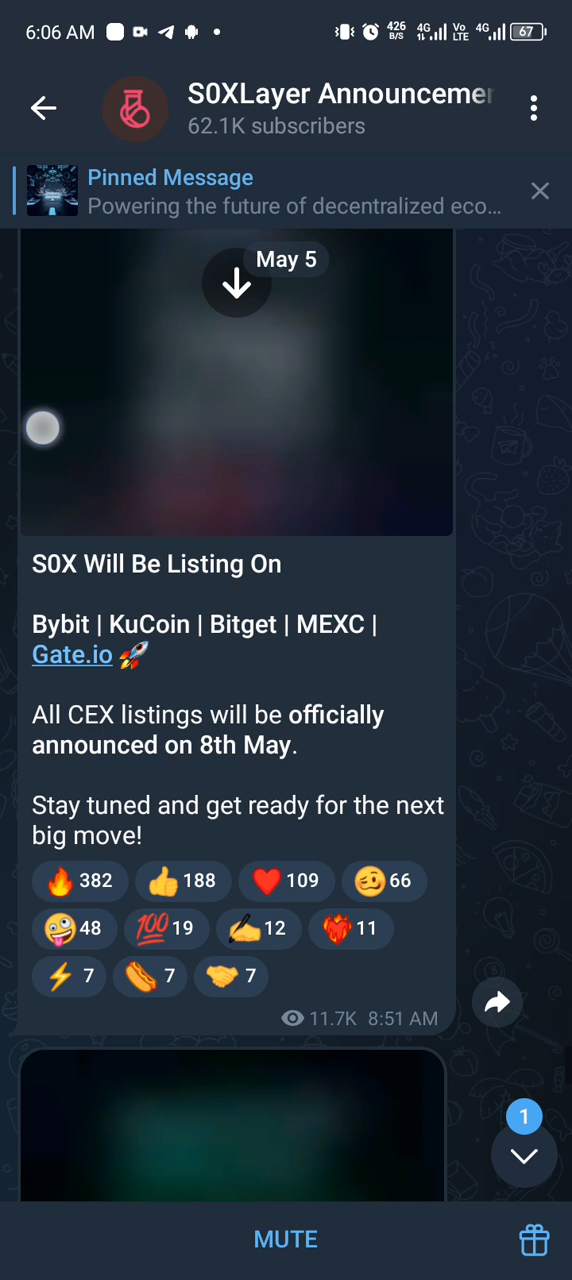 6:06 AM
426 B/S 4G Vo LTE 4G 67
S0XLayer Announcemen
62.1K subscribers
Pinned Message
Powering the future of decentralized eco...
May 5
S0X Will Be Listing On
Bybit | KuCoin | Bitget | MEXC |
Gate.io 🚀
All CEX listings will be officially
announced on 8th May.
Stay tuned and get ready for the next
big move!
🔥 382 👍 188 ❤️ 109 🥴 66
🤪 48 💯 19 ✍️ 12 ❤️‍🔥 11
⚡ 7 🌭 7 🤝 7
11.7K 8:51 AM
1
MUTE